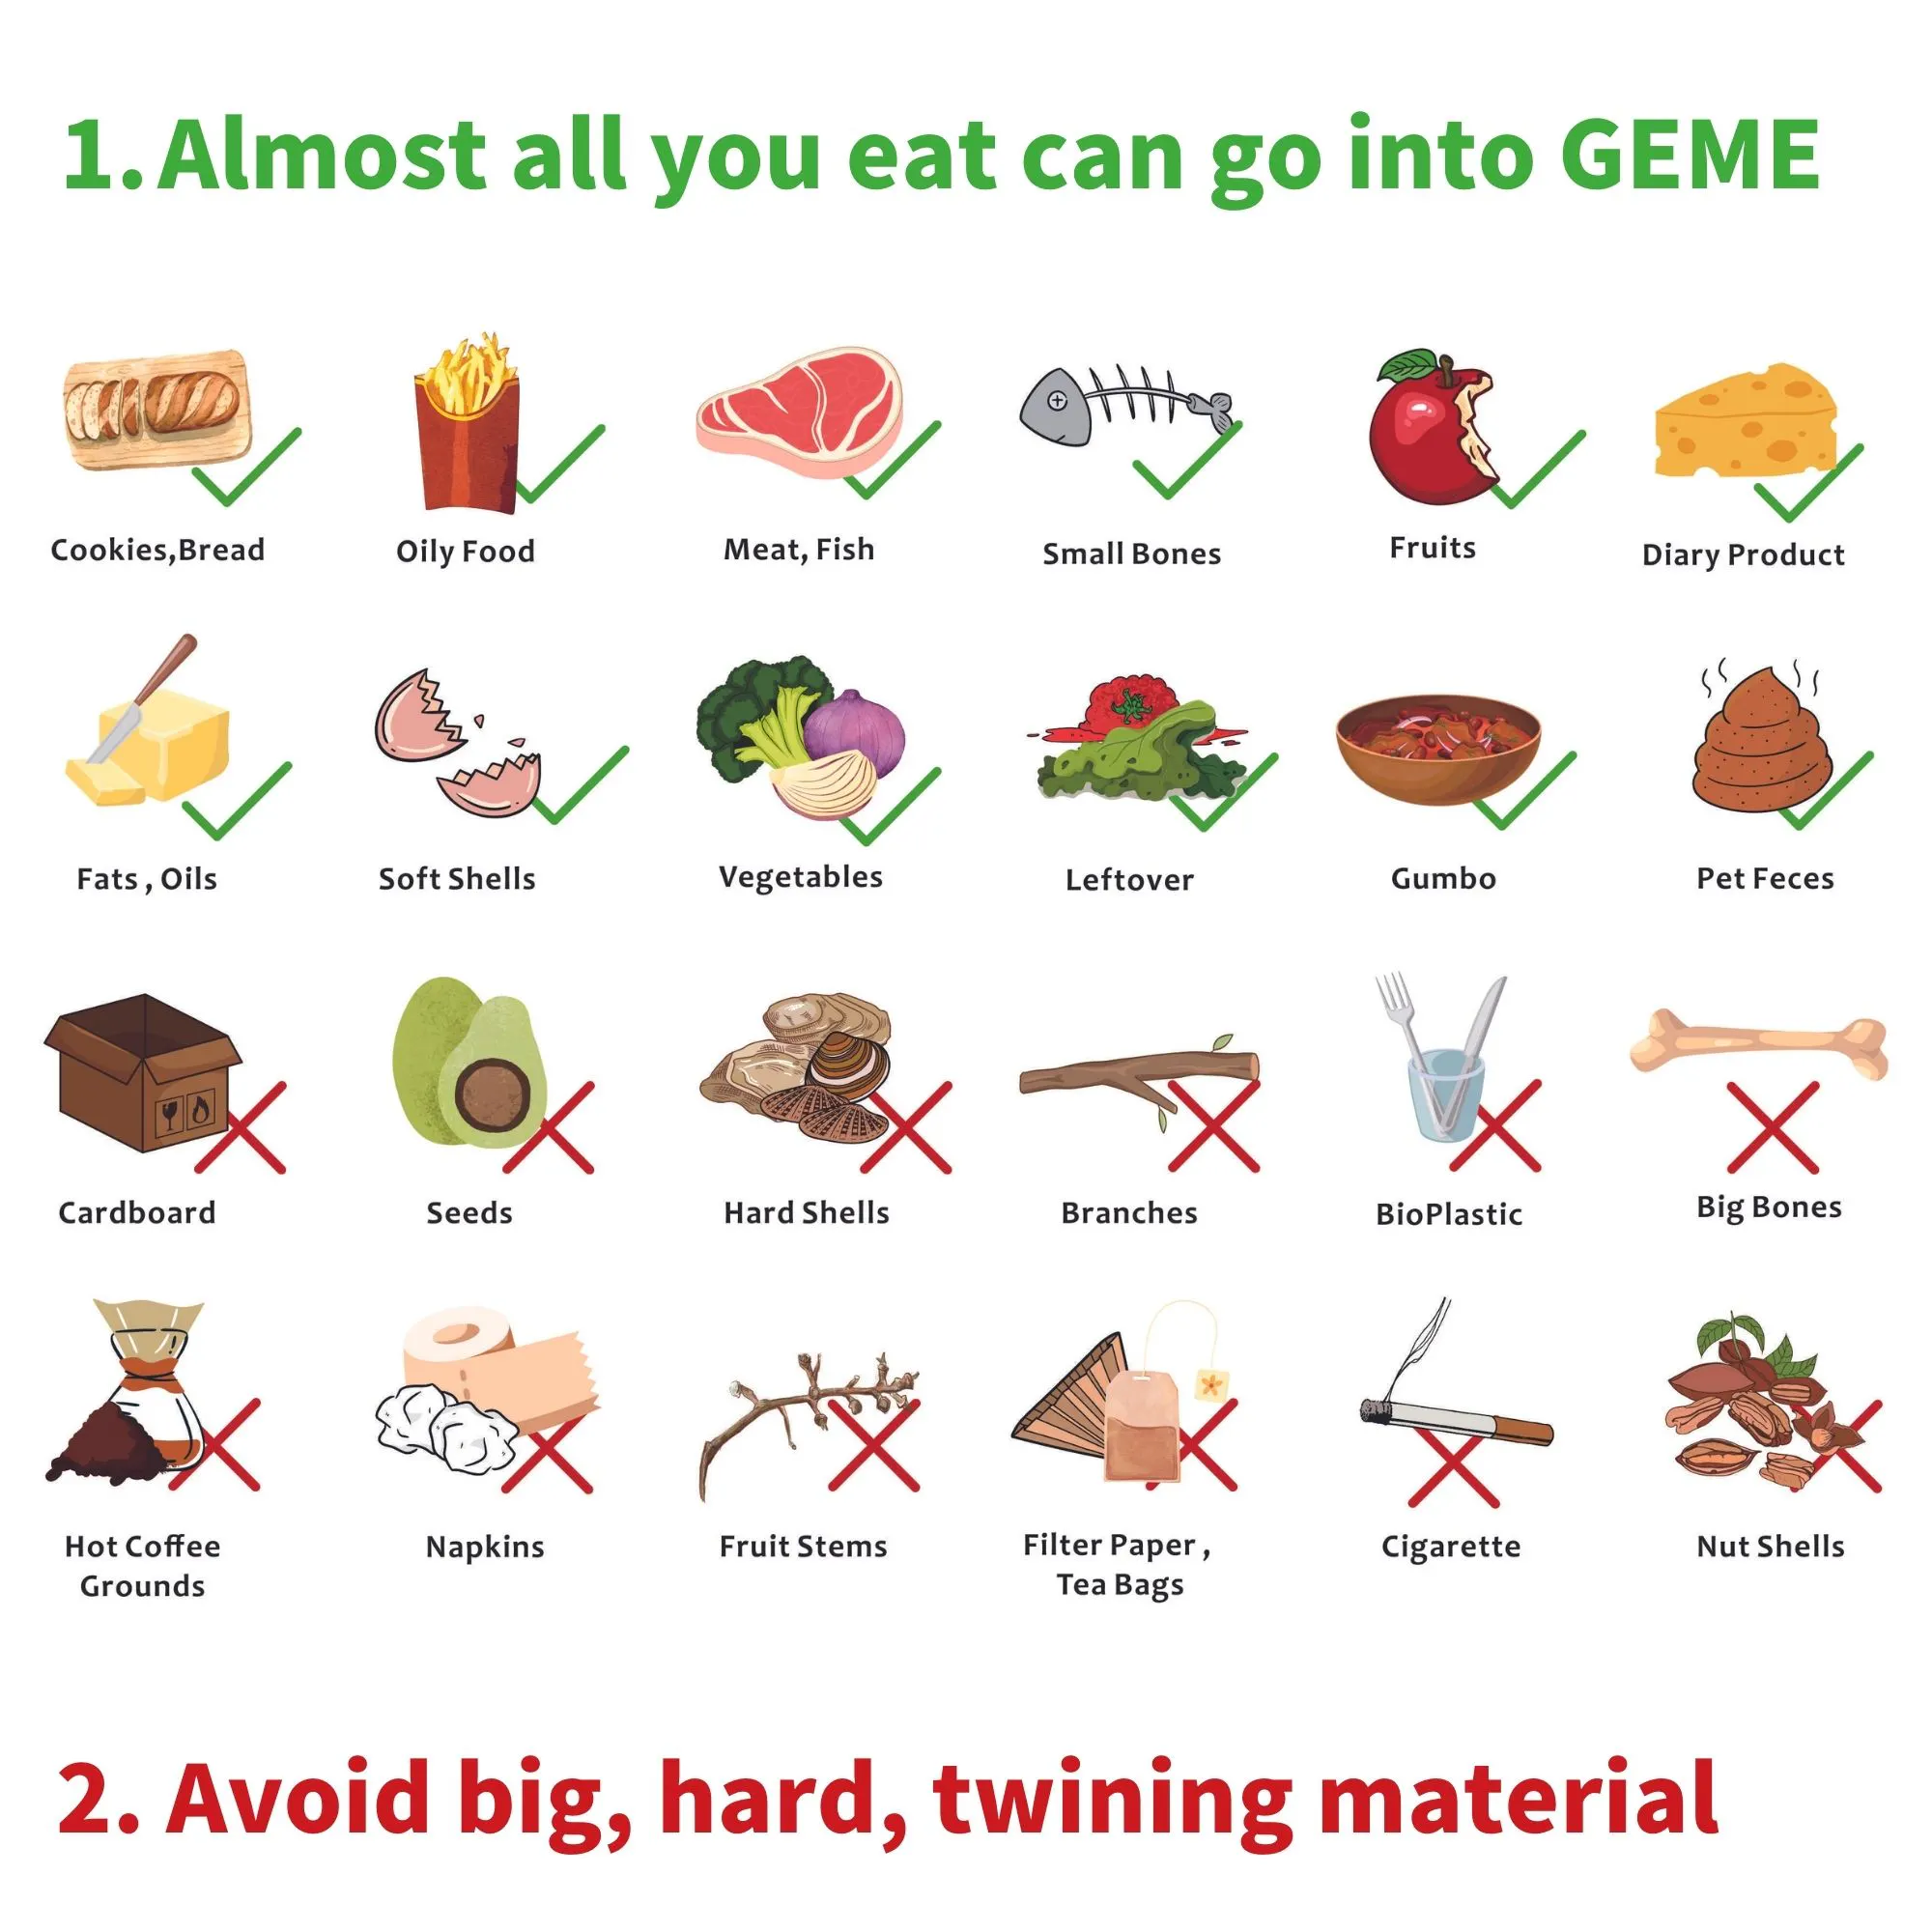 1. Almost all you eat can go into GEME
Cookies,Bread
Oily Food
Meat, Fish
Small Bones
Fruits
Diary Product
Fats , Oils
Soft Shells
Vegetables
Leftover
Gumbo
Pet Feces
Cardboard
Seeds
Hard Shells
Branches
BioPlastic
Big Bones
Hot Coffee
Grounds
Napkins
Fruit Stems
Filter Paper ,
Tea Bags
Cigarette
Nut Shells
2. Avoid big, hard, twining material